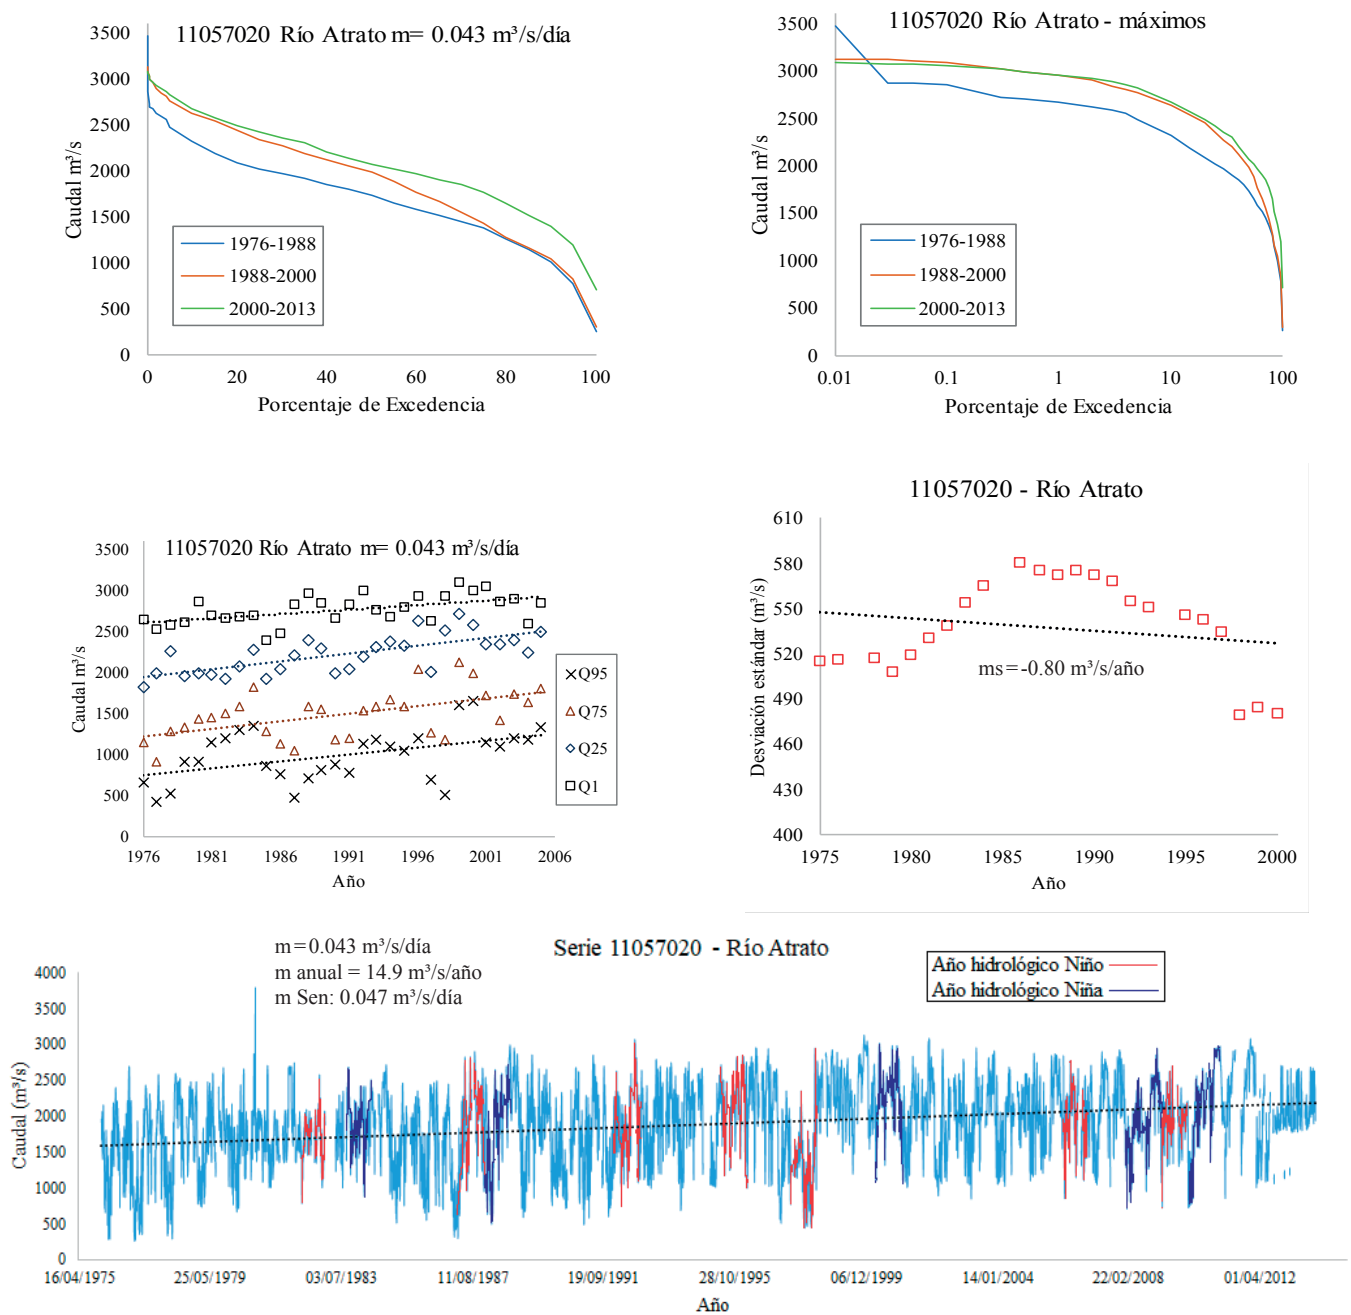 11057020 Río Atrato m= 0.043 m³/s/día
3500
3000
2500
2000
1500
1000
500
0
Caudal m³/s
1976-1988
1988-2000
2000-2013
0 20 40 60 80 100
Porcentaje de Excedencia
11057020 Río Atrato - máximos
3500
3000
2500
2000
1500
1000
500
0
Caudal m³/s
1976-1988
1988-2000
2000-2013
0.01 0.1 1 10 100
Porcentaje de Excedencia
11057020 Río Atrato m= 0.043 m³/s/día
3500
3000
2500
2000
1500
1000
500
0
Caudal m³/s
Q95
Q75
Q25
Q1
1976 1981 1986 1991 1996 2001 2006
Año
11057020 - Río Atrato
610
580
550
520
490
460
400
Desviación estándar (m³/s)
ms=-0.80 m³/s/año
1975 1980 1985 1990 1995 2000
Año
m=0.043 m³/s/día
m anual = 14.9 m³/s/año
m Sen: 0.047 m³/s/día
Serie 11057020 - Río Atrato
Año hidrológico Niño
Año hidrológico Niña
4000
3500
3000
2500
2000
1500
1000
500
0
Caudal (m³/s)
16/04/1975 25/05/1979 03/07/1983 11/08/1987 19/09/1991 28/10/1995 06/12/1999 14/01/2004 22/02/2008 01/04/2012
Año